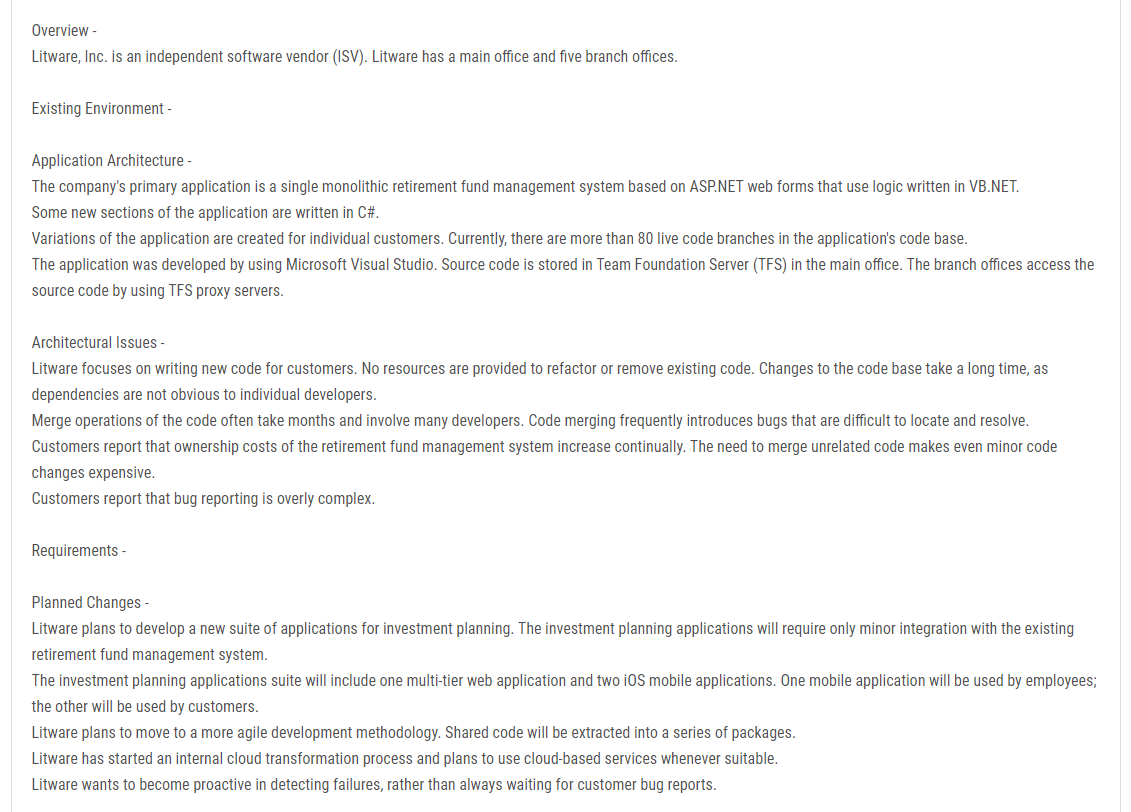 Overview -
Litware, Inc. is an independent software vendor (ISV). Litware has a main office and five branch offices.
Existing Environment -
Application Architecture -
The company's primary application is a single monolithic retirement fund management system based on ASP.NET web forms that use logic written in VB.NET.
Some new sections of the application are written in C#.
Variations of the application are created for individual customers. Currently, there are more than 80 live code branches in the application's code base.
The application was developed by using Microsoft Visual Studio. Source code is stored in Team Foundation Server (TFS) in the main office. The branch offices access the
source code by using TFS proxy servers.
Architectural Issues -
Litware focuses on writing new code for customers. No resources are provided to refactor or remove existing code. Changes to the code base take a long time, as
dependencies are not obvious to individual developers.
Merge operations of the code often take months and involve many developers. Code merging frequently introduces bugs that are difficult to locate and resolve.
Customers report that ownership costs of the retirement fund management system increase continually. The need to merge unrelated code makes even minor code
changes expensive.
Customers report that bug reporting is overly complex.
Requirements -
Planned Changes -
Litware plans to develop a new suite of applications for investment planning. The investment planning applications will require only minor integration with the existing
retirement fund management system.
The investment planning applications suite will include one multi-tier web application and two iOS mobile applications. One mobile application will be used by employees;
the other will be used by customers.
Litware plans to move to a more agile development methodology. Shared code will be extracted into a series of packages.
Litware has started an internal cloud transformation process and plans to use cloud-based services whenever suitable.
Litware wants to become proactive in detecting failures, rather than always waiting for customer bug reports.